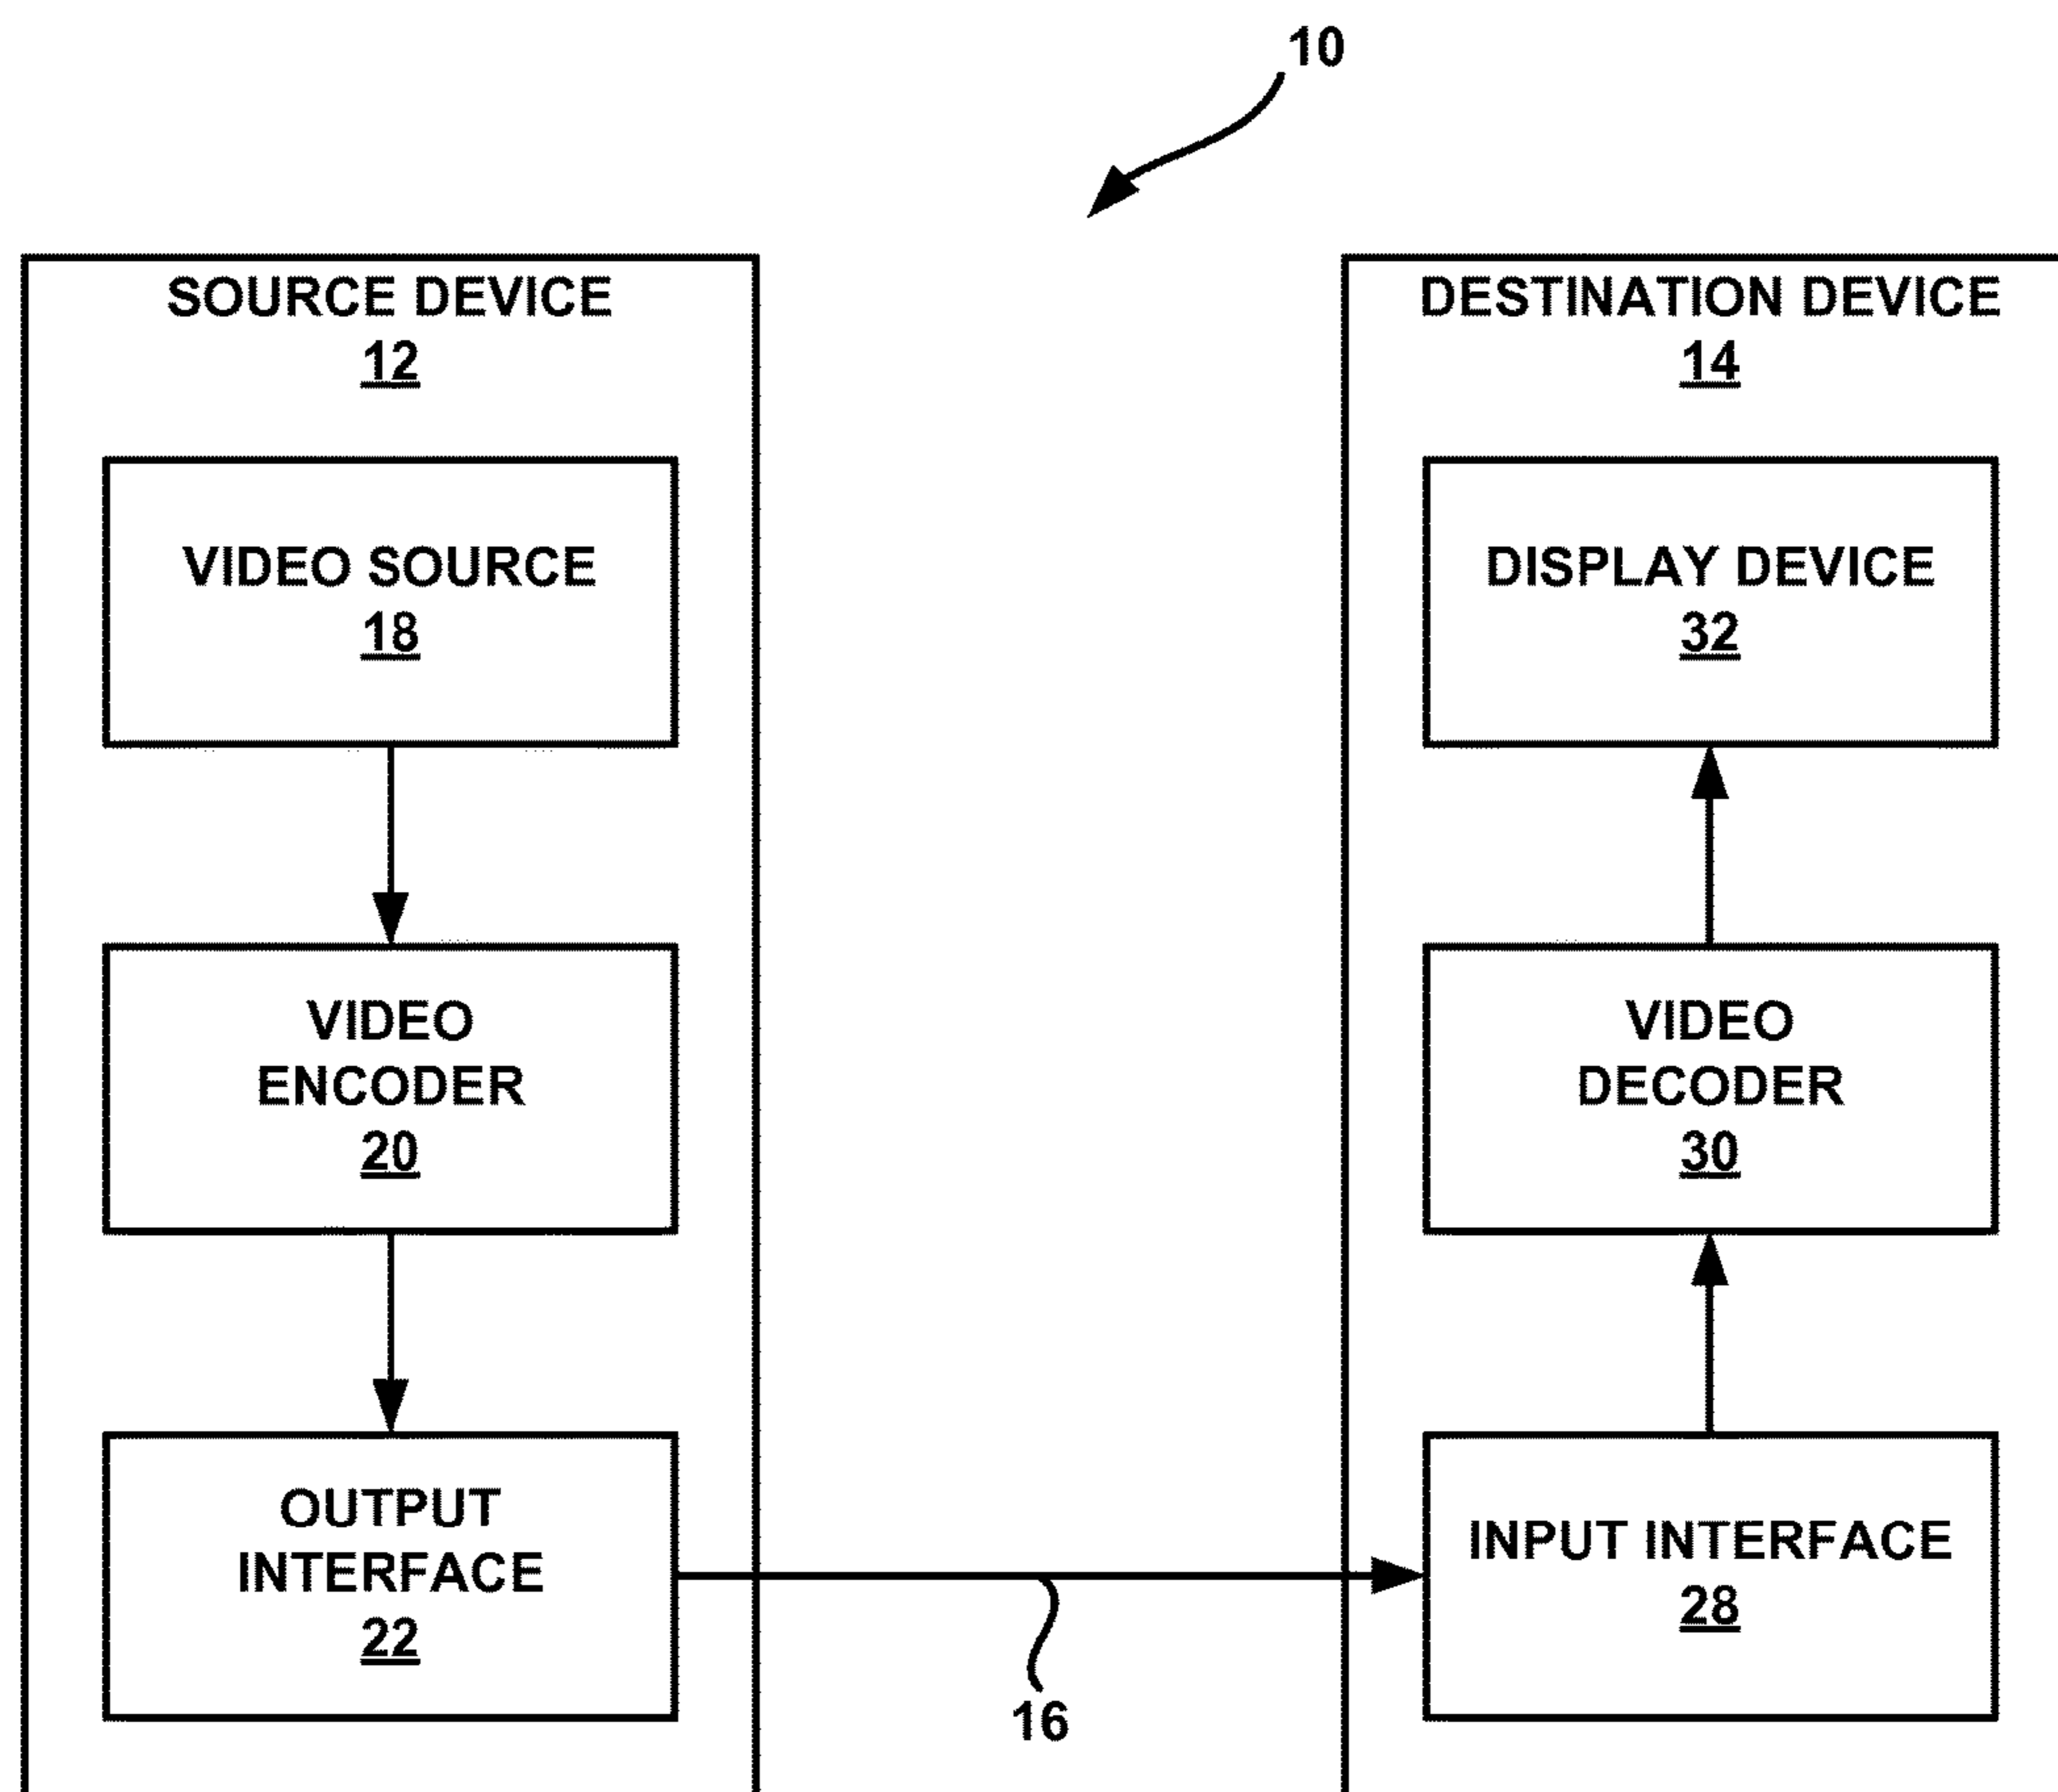 10
SOURCE DEVICE
12
VIDEO SOURCE
18
VIDEO
ENCODER
20
OUTPUT
INTERFACE
22
16
DESTINATION DEVICE
14
DISPLAY DEVICE
32
VIDEO
DECODER
30
INPUT INTERFACE
28